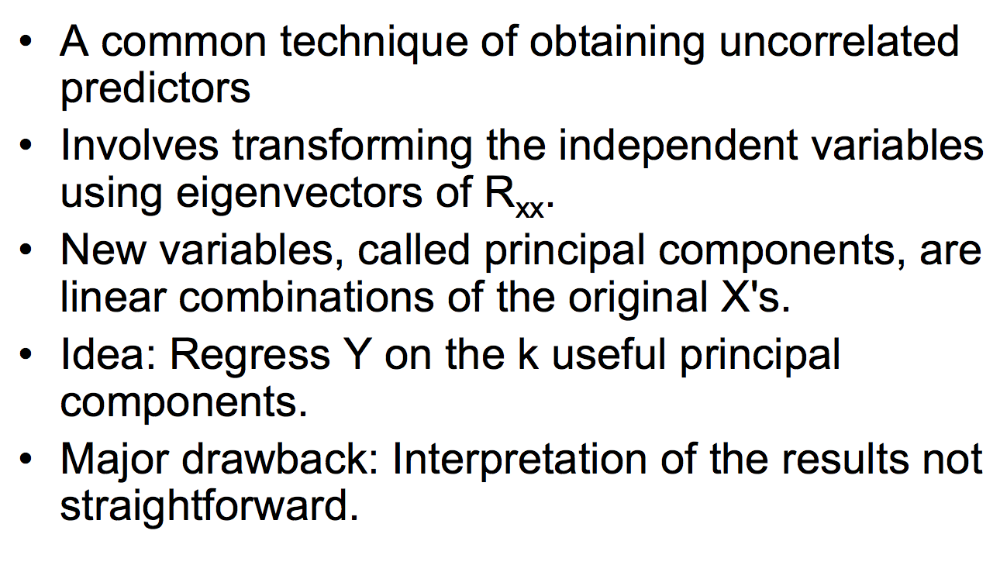 • A common technique of obtaining uncorrelated
predictors
• Involves transforming the independent variables
using eigenvectors of Rxx.
• New variables, called principal components, are
linear combinations of the original X's.
• Idea: Regress Y on the k useful principal
components.
• Major drawback: Interpretation of the results not
straightforward.